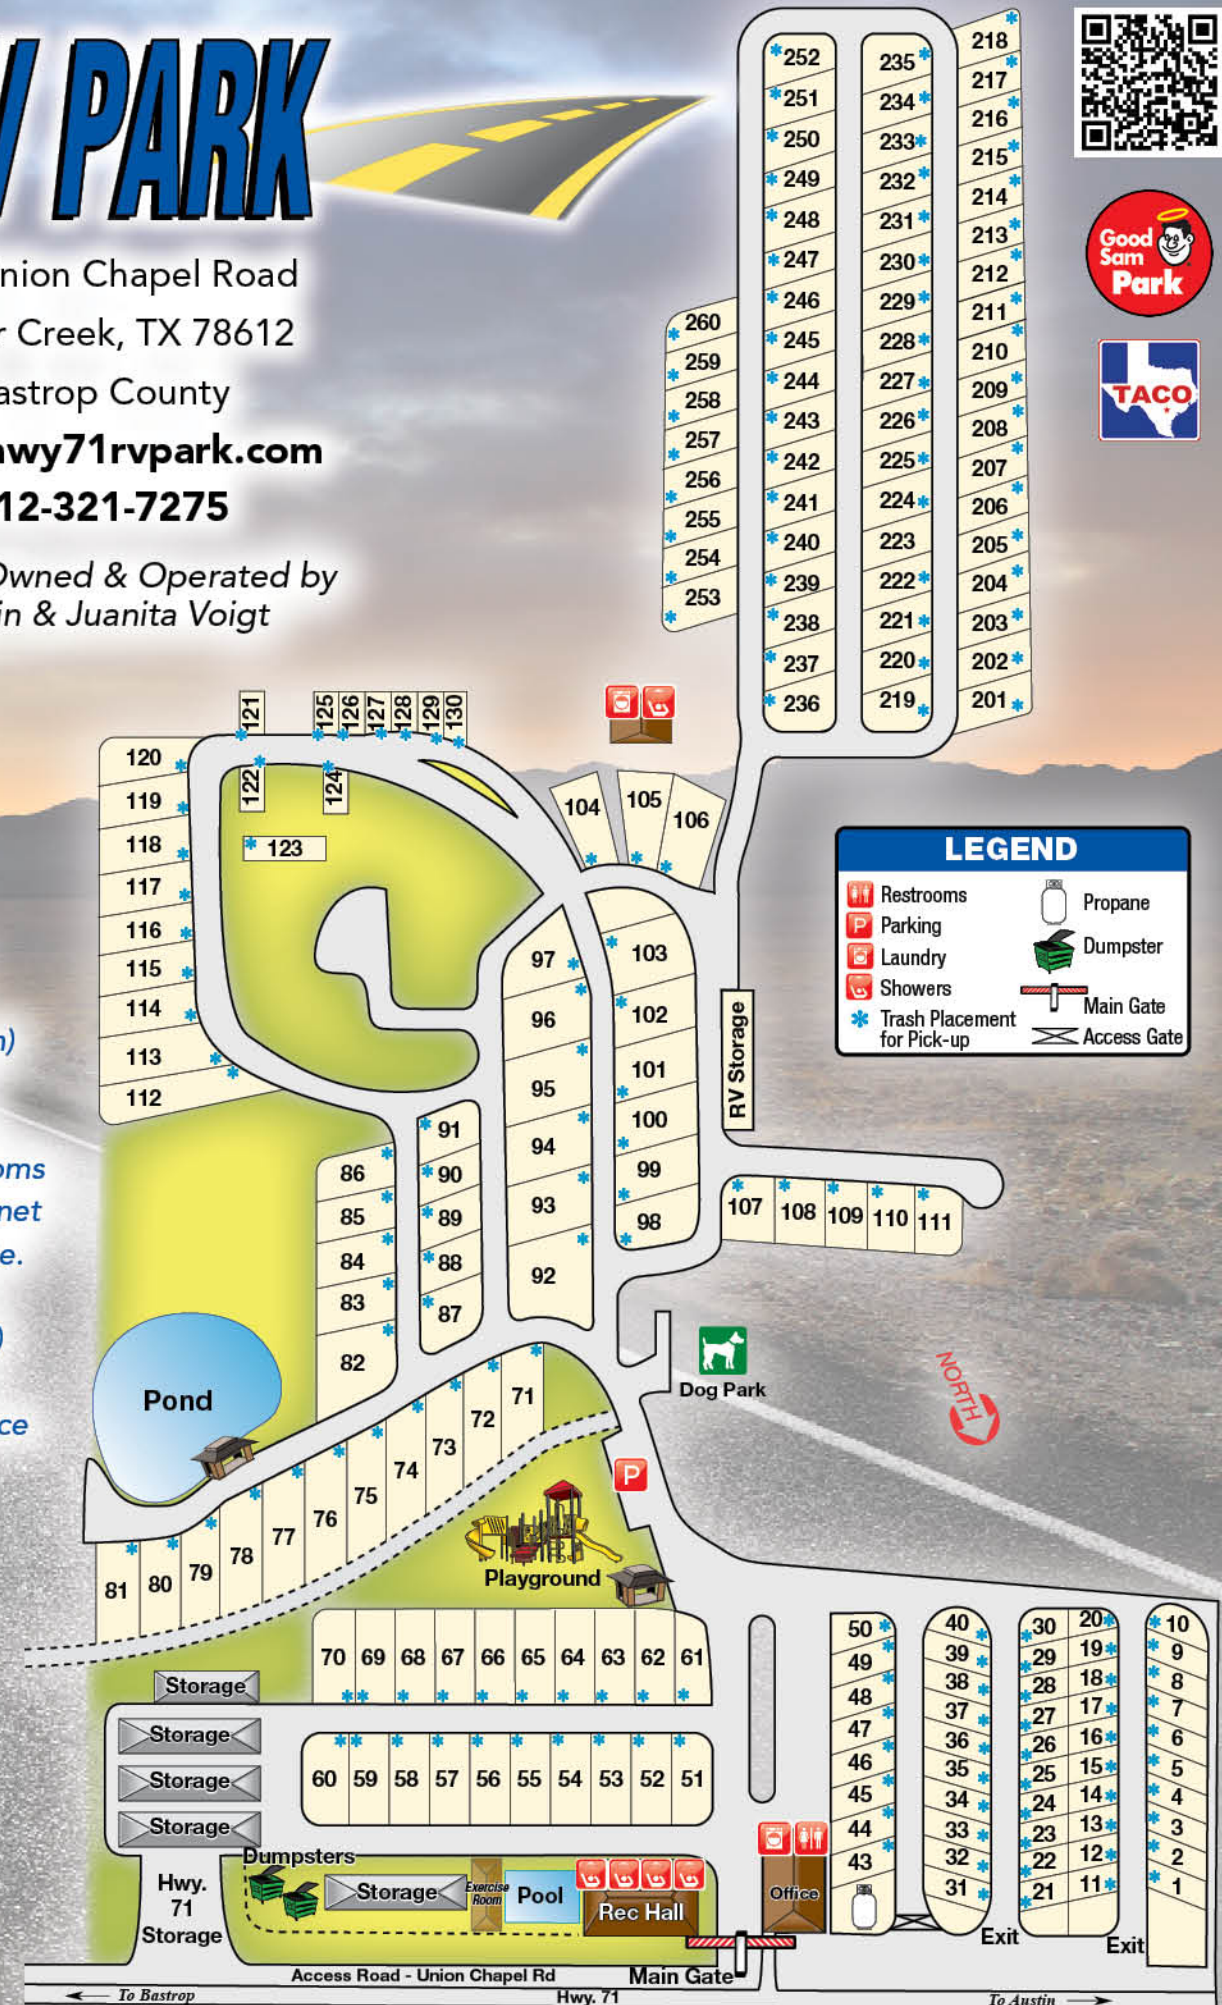 V PARK
nion Chapel Road
r Creek, TX 78612
astrop County
hwy71rvpark.com
12-321-7275
Owned & Operated by
in & Juanita Voigt
Good
Sam
Park
TACO
252
251
250
249
248
247
246
245
244
243
242
241
240
239
238
237
236
235
234
233
232
231
230
229
228
227
226
225
224
223
222
221
220
219
218
217
216
215
214
213
212
211
210
209
208
207
206
205
204
203
202
201
260
259
258
257
256
255
254
253
121
125
126
127
128
129
130
122
124
123
120
119
118
117
116
115
114
113
112
104
105
106
LEGEND
Restrooms
P Parking
Laundry
Showers
Trash Placement
for Pick-up
Propane
Dumpster
Main Gate
Access Gate
n)
oms
net
e.
)
ce
97
96
95
94
93
92
103
102
101
100
99
98
RV Storage
107 108 109 110 111
91
90
89
88
87
86
85
84
83
82
Pond
Dog Park
NORTH
P
71
72
73
74
75
76
77
78
79
80
81
Playground
70 69 68 67 66 65 64 63 62 61
60 59 58 57 56 55 54 53 52 51
Storage
Storage
Storage
Storage
Hwy.
71
Storage
Dumpsters
Storage
Exercise
Room
Pool
Rec Hall
Office
50
49
48
47
46
45
44
43
40
39
38
37
36
35
34
33
32
31
30
29
28
27
26
25
24
23
22
21
20
19
18
17
16
15
14
13
12
11
10
9
8
7
6
5
4
3
2
1
Exit
Exit
Main Gate
Access Road - Union Chapel Rd
Hwy. 71
To Bastrop
To Austin